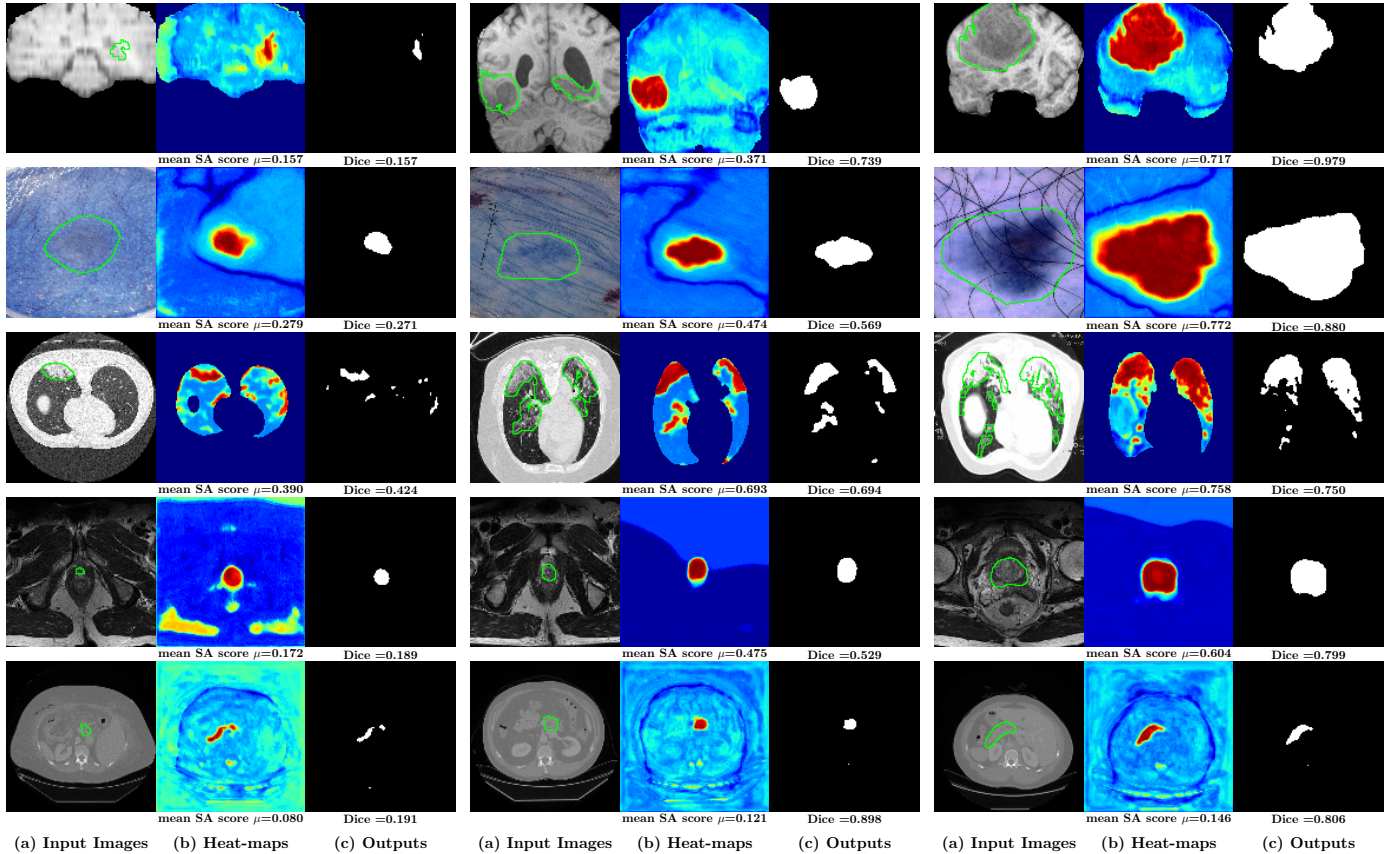 mean SA score μ=0.157 Dice =0.157 mean SA score μ=0.371 Dice =0.739 mean SA score μ=0.717 Dice =0.979
mean SA score μ=0.279 Dice =0.271 mean SA score μ=0.474 Dice =0.569 mean SA score μ=0.772 Dice =0.880
mean SA score μ=0.390 Dice =0.424 mean SA score μ=0.693 Dice =0.694 mean SA score μ=0.758 Dice =0.750
mean SA score μ=0.172 Dice =0.189 mean SA score μ=0.475 Dice =0.529 mean SA score μ=0.604 Dice =0.799
mean SA score μ=0.080 Dice =0.191 mean SA score μ=0.121 Dice =0.898 mean SA score μ=0.146 Dice =0.806
(a) Input Images (b) Heat-maps (c) Outputs (a) Input Images (b) Heat-maps (c) Outputs (a) Input Images (b) Heat-maps (c) Outputs